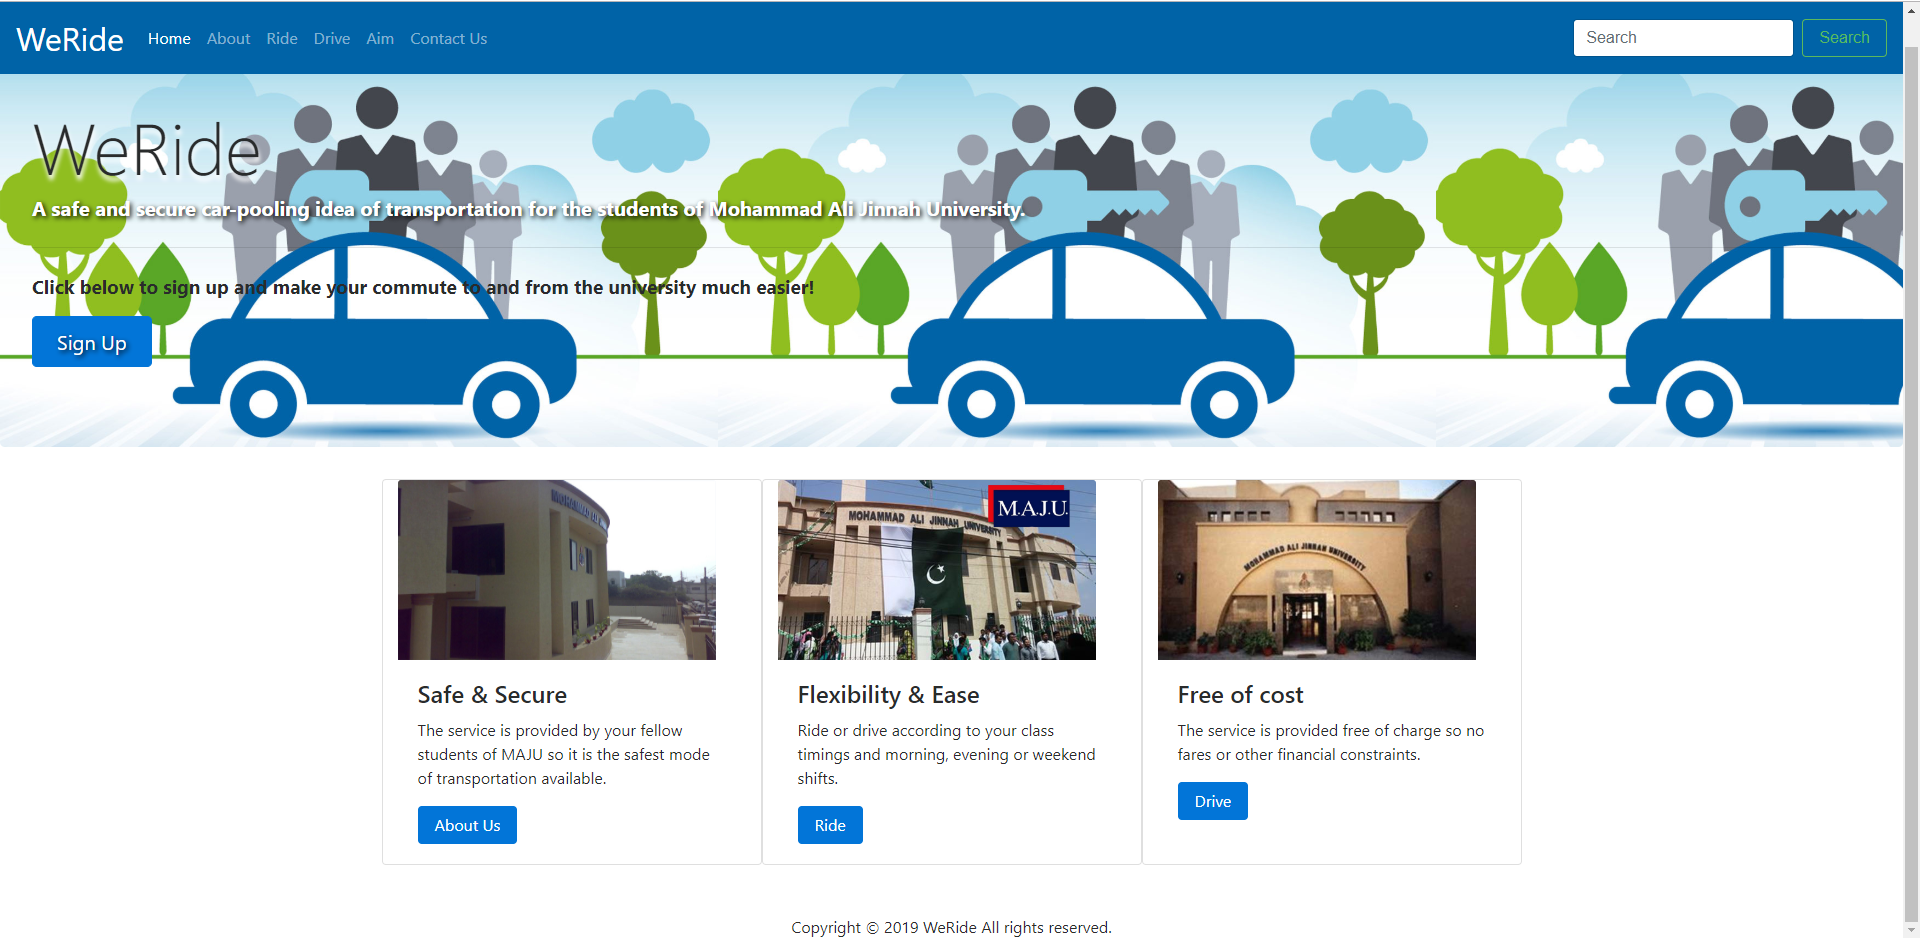 WeRide Home About Ride Drive Aim Contact Us Search Search
WeRide
A safe and secure car-pooling idea of transportation for the students of Mohammad Ali Jinnah University.
Click below to sign up and make your commute to and from the university much easier!
Sign Up
MOHAMMAD ALI
MOHAMMAD ALI JINNAH UNIVERSITY
M.A.J.U.
MOHAMMAD ALI JINNAH UNIVERSITY
Safe & Secure
The service is provided by your fellow
students of MAJU so it is the safest mode
of transportation available.
About Us
Flexibility & Ease
Ride or drive according to your class
timings and morning, evening or weekend
shifts.
Ride
Free of cost
The service is provided free of charge so no
fares or other financial constraints.
Drive
Copyright © 2019 WeRide All rights reserved.